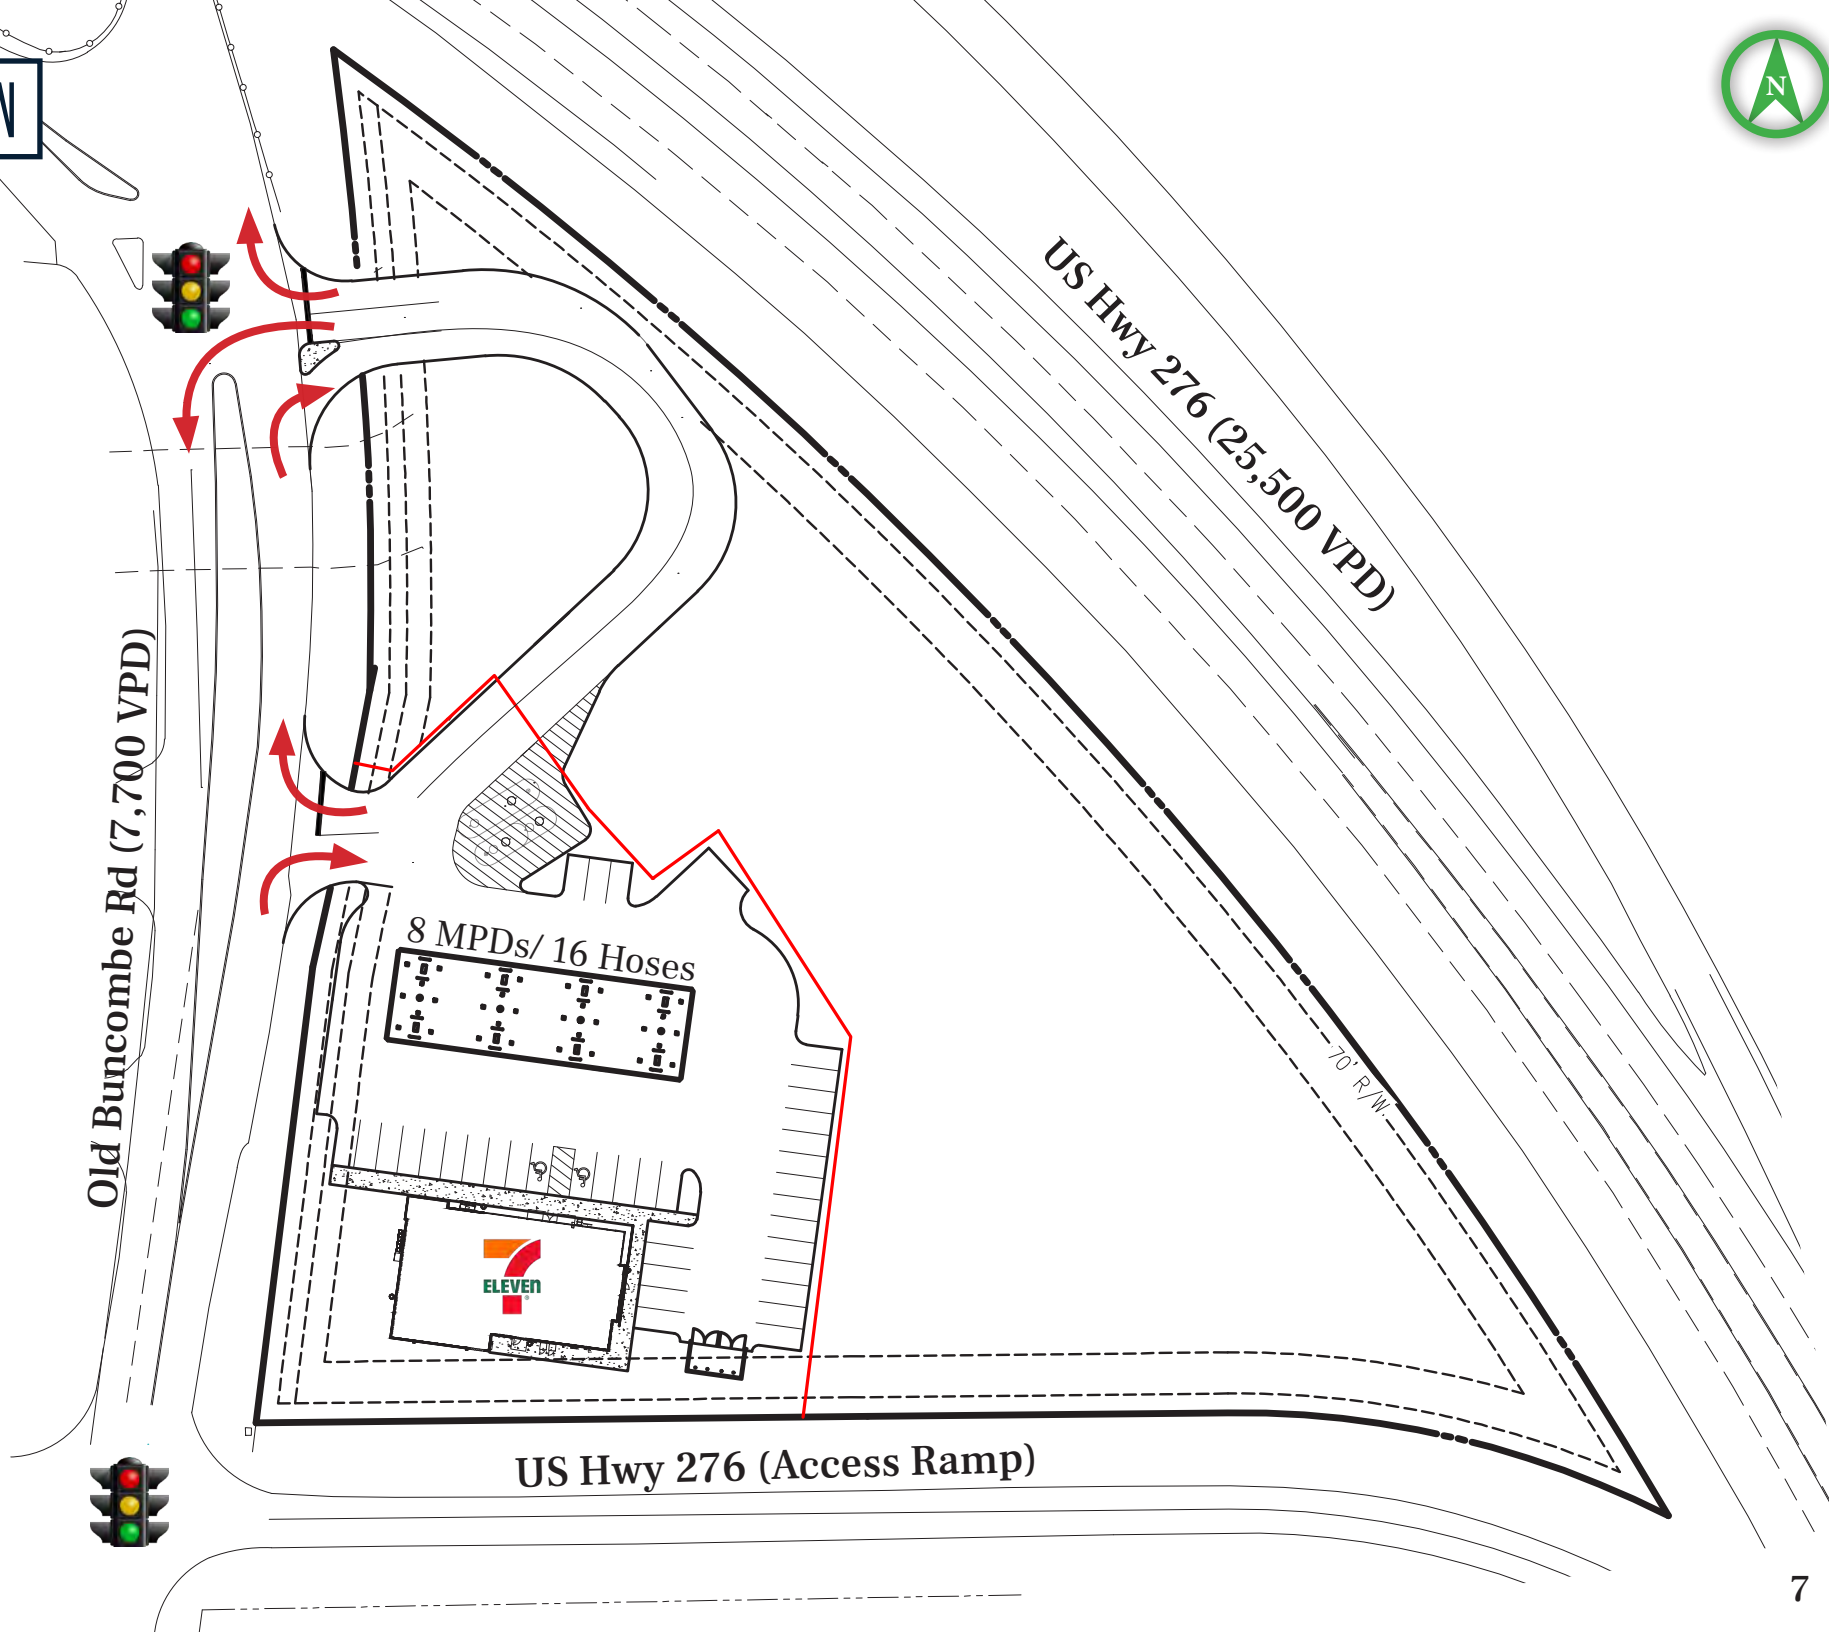 N
N
US Hwy 276 (25,500 VPD)
Old Buncombe Rd (7,700 VPD)
8 MPDs/ 16 Hoses
70' R/W
7
ELEVEn
®
US Hwy 276 (Access Ramp)
7